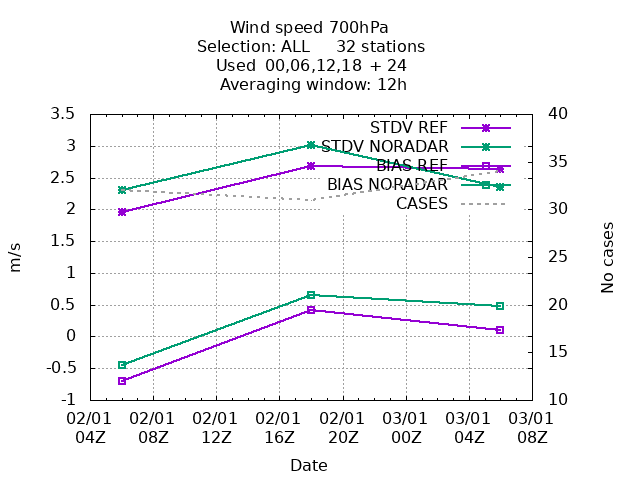 Wind speed 700hPa
Selection: ALL 32 stations
Used 00,06,12,18 + 24
Averaging window: 12h
3.5
3
2.5
2
1.5
1
0.5
0
-0.5
-1
m/s
40
35
30
25
20
15
10
No cases
STDV REF
STDV NORADAR
BIAS REF
BIAS NORADAR
CASES
02/01 02/01 02/01 02/01 02/01 03/01 03/01 03/01
04Z 08Z 12Z 16Z 20Z 00Z 04Z 08Z
Date